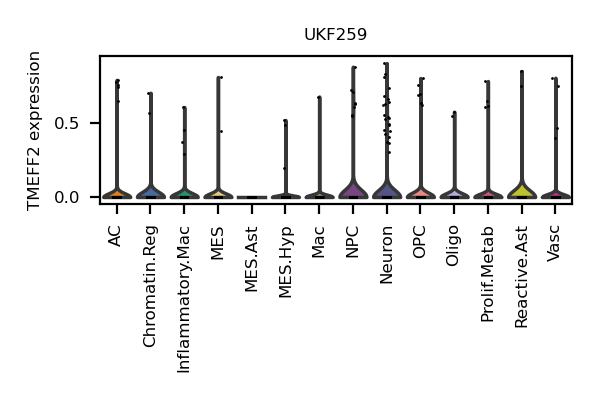 UKF259
TMEFF2 expression
0.5
0.0
AC
Chromatin.Reg
Inflammatory.Mac
MES
MES.Ast
MES.Hyp
Mac
NPC
Neuron
OPC
Oligo
Prolif.Metab
Reactive.Ast
Vasc